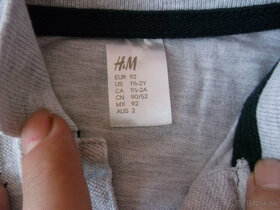 H&M
EUR 92
US 1½-2Y
CA 1½-2A
CN 90/52
MX 92
AUS 2